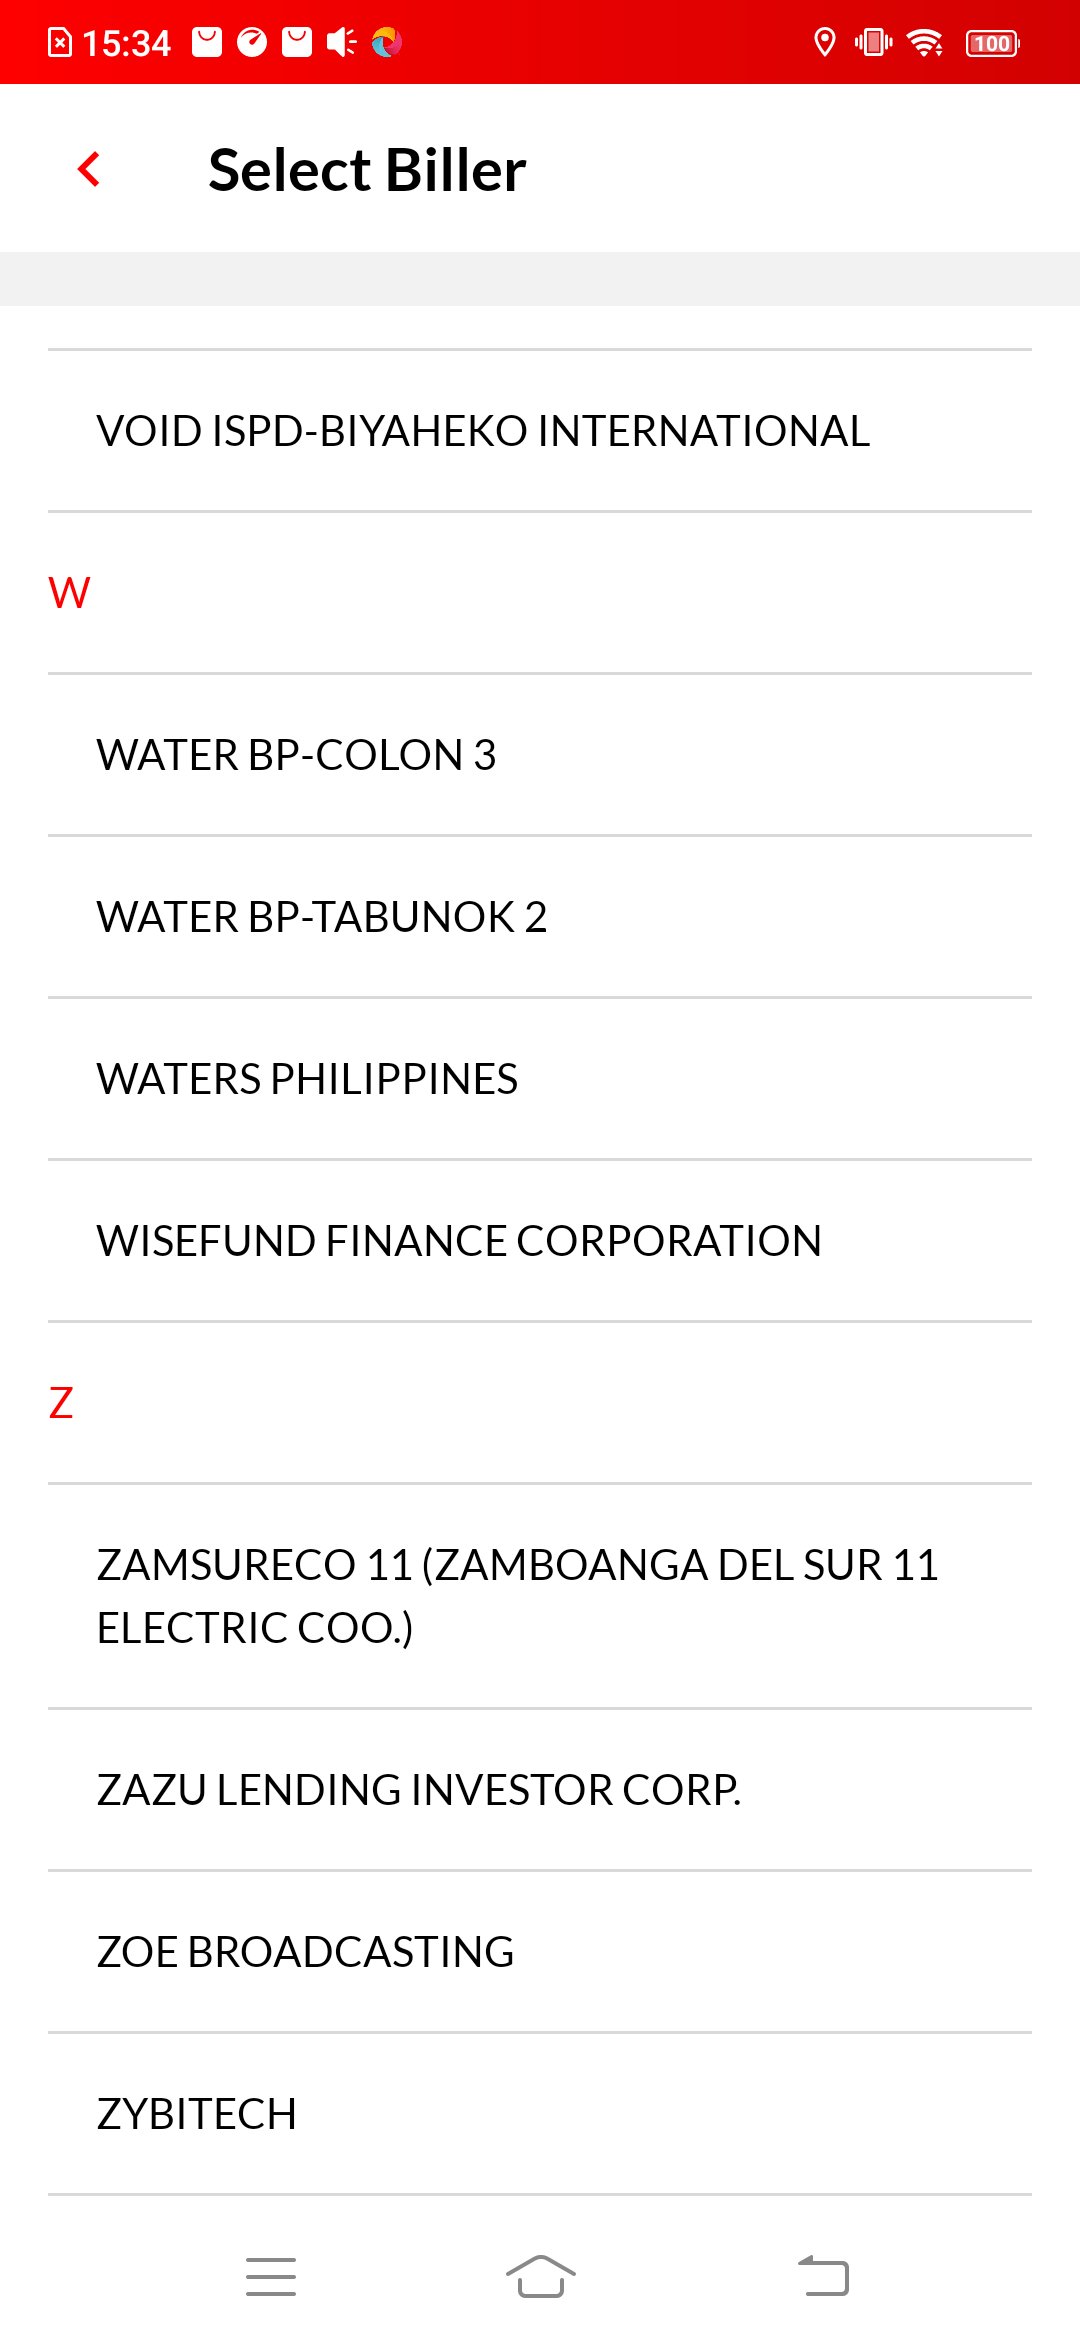 15:34
100
Select Biller
VOID ISPD-BIYAHEKO INTERNATIONAL
W
WATER BP-COLON 3
WATER BP-TABUNOK 2
WATERS PHILIPPINES
WISEFUND FINANCE CORPORATION
Z
ZAMSURECO 11 (ZAMBOANGA DEL SUR 11
ELECTRIC COO.)
ZAZU LENDING INVESTOR CORP.
ZOE BROADCASTING
ZYBITECH